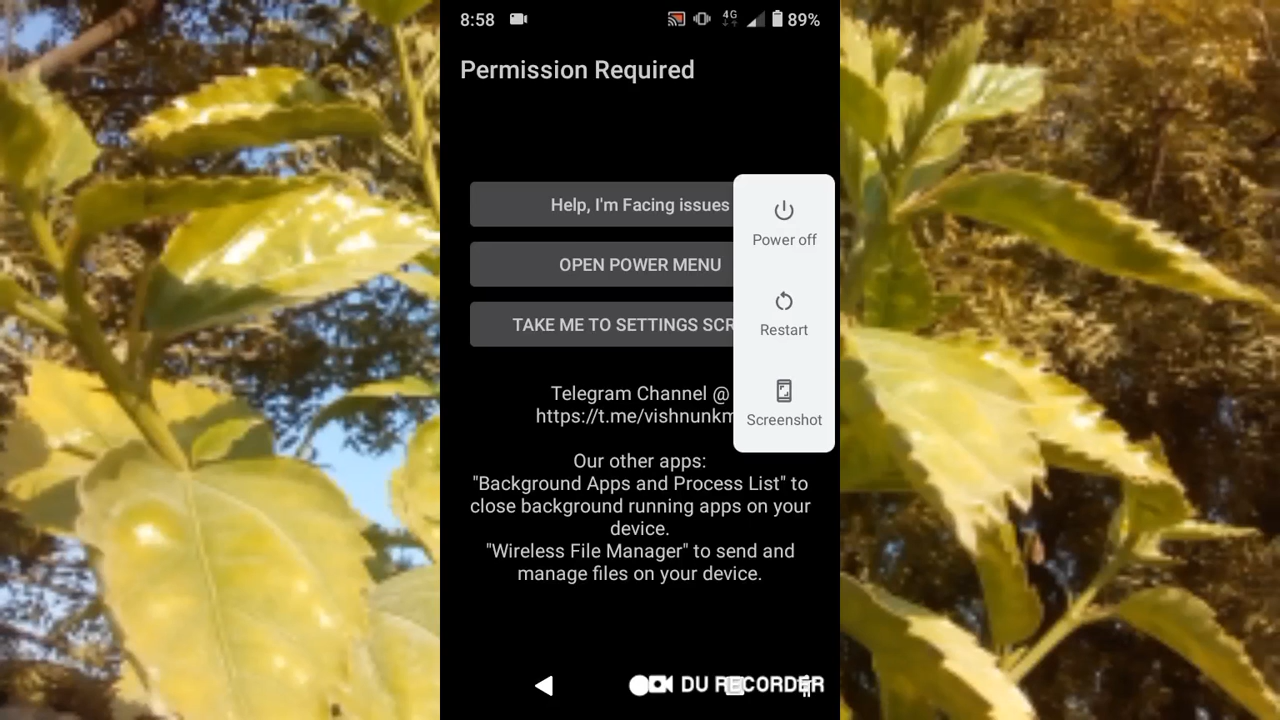 8:58
4G
89%
Permission Required
Help, I'm Facing issues
Power off
OPEN POWER MENU
Restart
TAKE ME TO SETTINGS SCR
Screenshot
Telegram Channel @
https://t.me/vishnunkm
Our other apps:
"Background Apps and Process List" to
close background running apps on your
device.
"Wireless File Manager" to send and
manage files on your device.
DU RECORDER